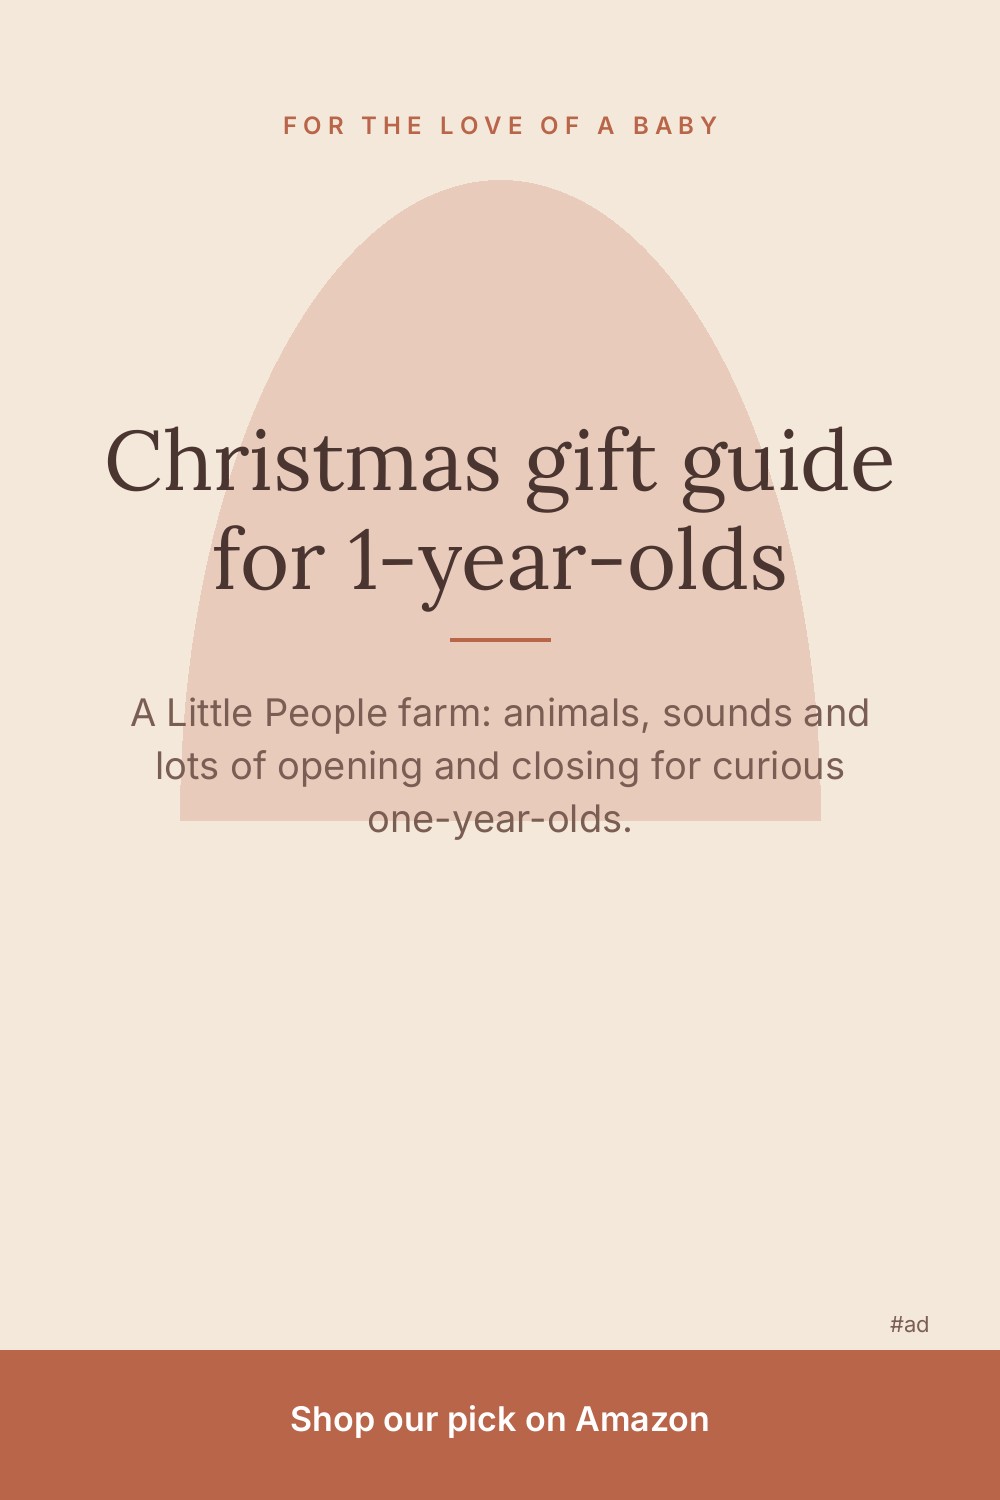 FOR THE LOVE OF A BABY
Christmas gift guide
for 1-year-olds
A Little People farm: animals, sounds and
lots of opening and closing for curious
one-year-olds.
#ad
Shop our pick on Amazon